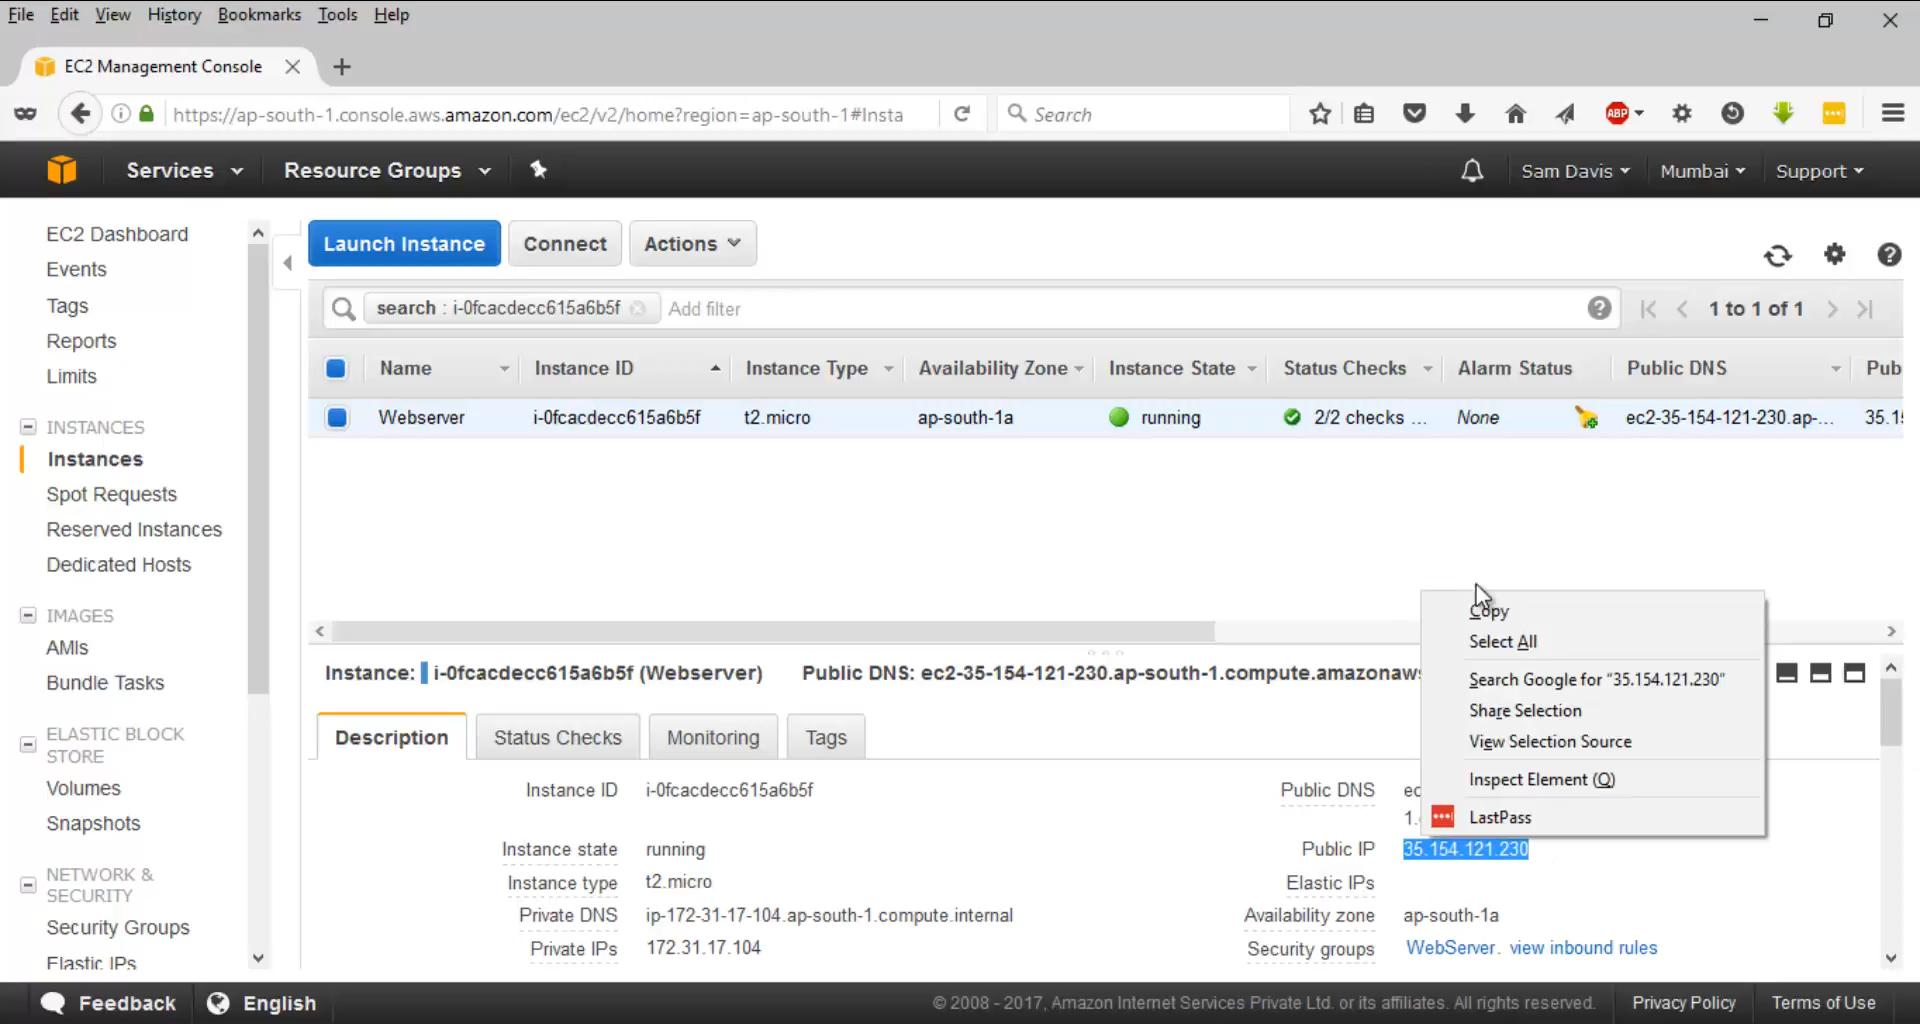 File Edit View History Bookmarks Tools Help
EC2 Management Console
https://ap-south-1.console.aws.amazon.com/ec2/v2/home?region=ap-south-1#Insta
Search
ABP
Services
Resource Groups
Sam Davis
Mumbai
Support
EC2 Dashboard
Events
Tags
Reports
Limits
INSTANCES
Instances
Spot Requests
Reserved Instances
Dedicated Hosts
IMAGES
AMIs
Bundle Tasks
ELASTIC BLOCK
STORE
Volumes
Snapshots
NETWORK &
SECURITY
Security Groups
Elastic IPs
Launch Instance
Connect
Actions
search : i-0fcacdecc615a6b5f
Add filter
1 to 1 of 1
Name Instance ID Instance Type Availability Zone Instance State Status Checks Alarm Status Public DNS Pub
Webserver i-0fcacdecc615a6b5f t2.micro ap-south-1a running 2/2 checks ... None ec2-35-154-121-230.ap-... 35.15
Instance: i-0fcacdecc615a6b5f (Webserver) Public DNS: ec2-35-154-121-230.ap-south-1.compute.amazonaws
Description
Status Checks
Monitoring
Tags
Instance ID i-0fcacdecc615a6b5f
Instance state running
Instance type t2.micro
Private DNS ip-172-31-17-104.ap-south-1.compute.internal
Private IPs 172.31.17.104
Public DNS ec
1.
Public IP 35.154.121.230
Elastic IPs
Availability zone ap-south-1a
Security groups WebServer. view inbound rules
Copy
Select All
Search Google for “35.154.121.230”
Share Selection
View Selection Source
Inspect Element (Q)
LastPass
Feedback
English
© 2008 - 2017, Amazon Internet Services Private Ltd. or its affiliates. All rights reserved.
Privacy Policy
Terms of Use